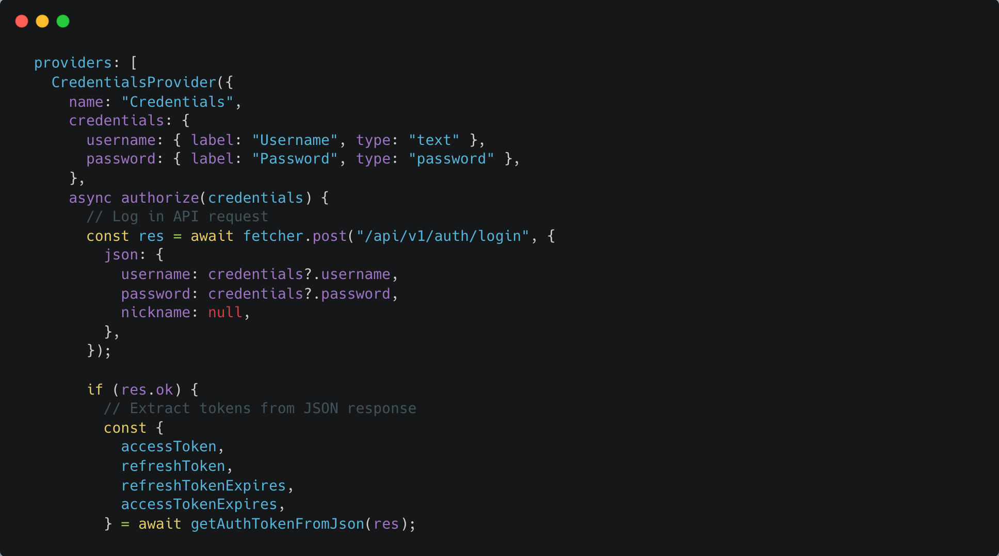 providers: [
  CredentialsProvider({
    name: "Credentials",
    credentials: {
      username: { label: "Username", type: "text" },
      password: { label: "Password", type: "password" },
    },
    async authorize(credentials) {
      // Log in API request
      const res = await fetcher.post("/api/v1/auth/login", {
        json: {
          username: credentials?.username,
          password: credentials?.password,
          nickname: null,
        },
      });

      if (res.ok) {
        // Extract tokens from JSON response
        const {
          accessToken,
          refreshToken,
          refreshTokenExpires,
          accessTokenExpires,
        } = await getAuthTokenFromJson(res);